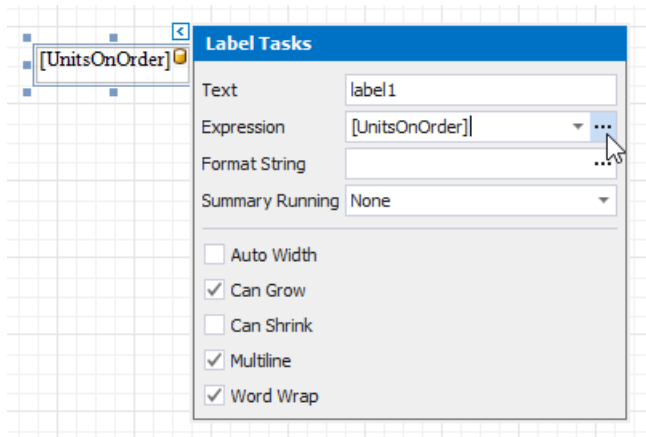 [UnitsOnOrder]
Label Tasks
Text label1
Expression [UnitsOnOrder] ...
Format String ...
Summary Running None
Auto Width
Can Grow
Can Shrink
Multiline
Word Wrap